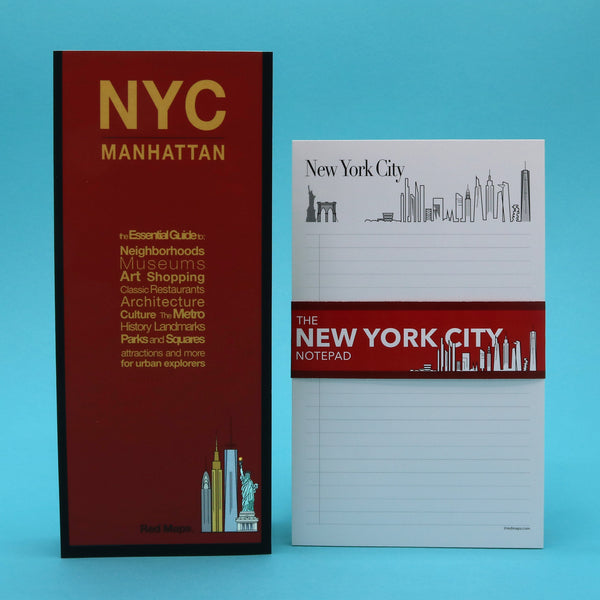 NYC
MANHATTAN
the Essential Guide to:
Neighborhoods
Museums
Art Shopping
Classic Restaurants
Architecture
Culture The Metro
History Landmarks
Parks and Squares
attractions and more
for urban explorers
Red Maps.
New York City
THE
NEW YORK CITY
NOTEPAD